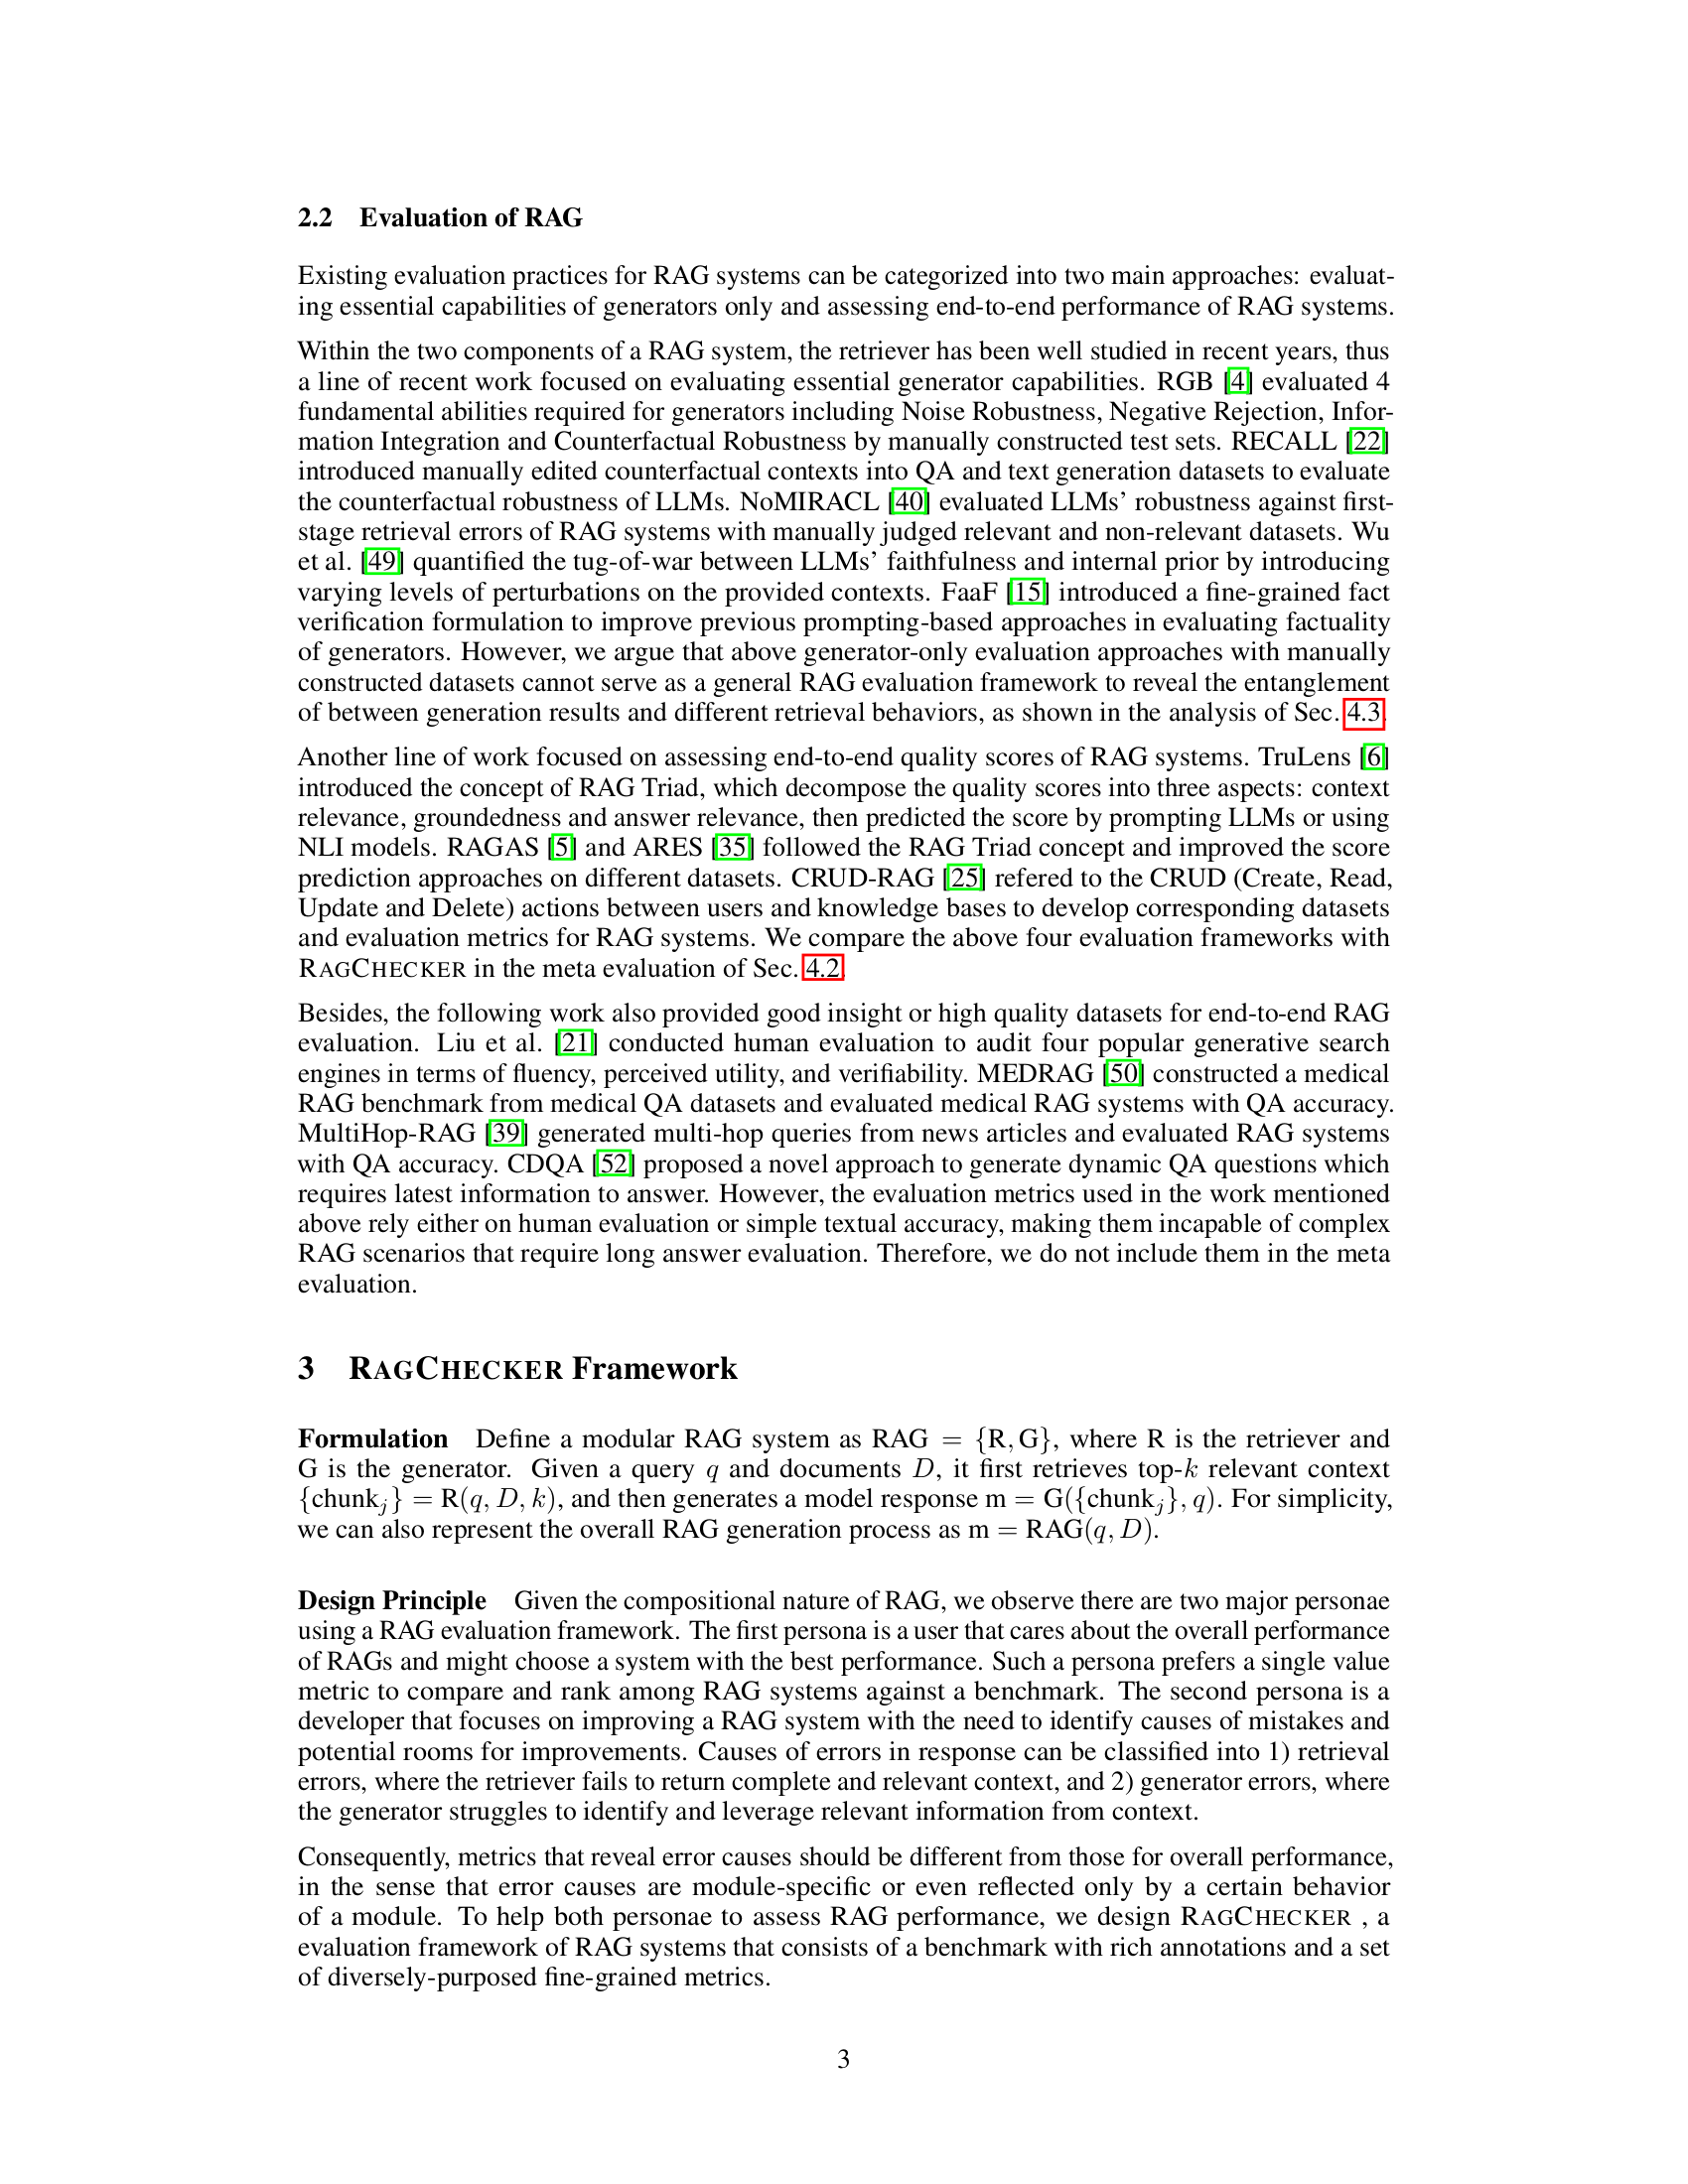 2.2 Evaluation of RAG
Existing evaluation practices for RAG systems can be categorized into two main approaches: evaluat-
ing essential capabilities of generators only and assessing end-to-end performance of RAG systems.
Within the two components of a RAG system, the retriever has been well studied in recent years, thus
a line of recent work focused on evaluating essential generator capabilities. RGB [4] evaluated 4
fundamental abilities required for generators including Noise Robustness, Negative Rejection, Infor-
mation Integration and Counterfactual Robustness by manually constructed test sets. RECALL [22]
introduced manually edited counterfactual contexts into QA and text generation datasets to evaluate
the counterfactual robustness of LLMs. NoMIRACL [40] evaluated LLMs’ robustness against first-
stage retrieval errors of RAG systems with manually judged relevant and non-relevant datasets. Wu
et al. [49] quantified the tug-of-war between LLMs’ faithfulness and internal prior by introducing
varying levels of perturbations on the provided contexts. FaaF [15] introduced a fine-grained fact
verification formulation to improve previous prompting-based approaches in evaluating factuality
of generators. However, we argue that above generator-only evaluation approaches with manually
constructed datasets cannot serve as a general RAG evaluation framework to reveal the entanglement
of between generation results and different retrieval behaviors, as shown in the analysis of Sec. 4.3.
Another line of work focused on assessing end-to-end quality scores of RAG systems. TruLens [6]
introduced the concept of RAG Triad, which decompose the quality scores into three aspects: context
relevance, groundedness and answer relevance, then predicted the score by prompting LLMs or using
NLI models. RAGAS [5] and ARES [35] followed the RAG Triad concept and improved the score
prediction approaches on different datasets. CRUD-RAG [25] refered to the CRUD (Create, Read,
Update and Delete) actions between users and knowledge bases to develop corresponding datasets
and evaluation metrics for RAG systems. We compare the above four evaluation frameworks with
RAGCHECKER in the meta evaluation of Sec. 4.2.
Besides, the following work also provided good insight or high quality datasets for end-to-end RAG
evaluation. Liu et al. [21] conducted human evaluation to audit four popular generative search
engines in terms of fluency, perceived utility, and verifiability. MEDRAG [50] constructed a medical
RAG benchmark from medical QA datasets and evaluated medical RAG systems with QA accuracy.
MultiHop-RAG [39] generated multi-hop queries from news articles and evaluated RAG systems
with QA accuracy. CDQA [52] proposed a novel approach to generate dynamic QA questions which
requires latest information to answer. However, the evaluation metrics used in the work mentioned
above rely either on human evaluation or simple textual accuracy, making them incapable of complex
RAG scenarios that require long answer evaluation. Therefore, we do not include them in the meta
evaluation.
3 RAGCHECKER Framework
Formulation Define a modular RAG system as RAG = {R, G}, where R is the retriever and
G is the generator. Given a query q and documents D, it first retrieves top-k relevant context
{chunkⱼ} = R(q, D, k), and then generates a model response m = G({chunkⱼ}, q). For simplicity,
we can also represent the overall RAG generation process as m = RAG(q, D).
Design Principle Given the compositional nature of RAG, we observe there are two major personae
using a RAG evaluation framework. The first persona is a user that cares about the overall performance
of RAGs and might choose a system with the best performance. Such a persona prefers a single value
metric to compare and rank among RAG systems against a benchmark. The second persona is a
developer that focuses on improving a RAG system with the need to identify causes of mistakes and
potential rooms for improvements. Causes of errors in response can be classified into 1) retrieval
errors, where the retriever fails to return complete and relevant context, and 2) generator errors, where
the generator struggles to identify and leverage relevant information from context.
Consequently, metrics that reveal error causes should be different from those for overall performance,
in the sense that error causes are module-specific or even reflected only by a certain behavior
of a module. To help both personae to assess RAG performance, we design RAGCHECKER , a
evaluation framework of RAG systems that consists of a benchmark with rich annotations and a set
of diversely-purposed fine-grained metrics.
3